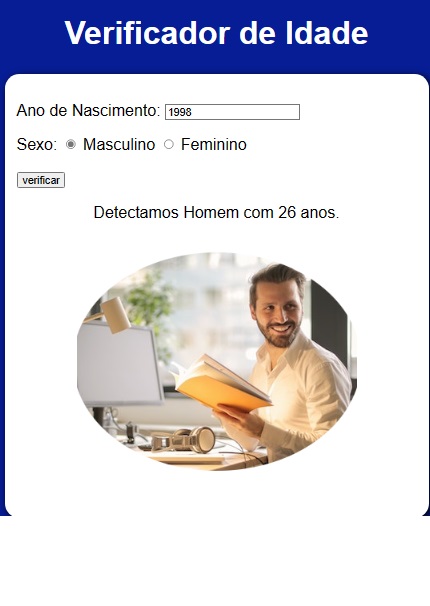 Verificador de Idade
Ano de Nascimento: 1998
Sexo: Masculino Feminino
verificar
Detectamos Homem com 26 anos.